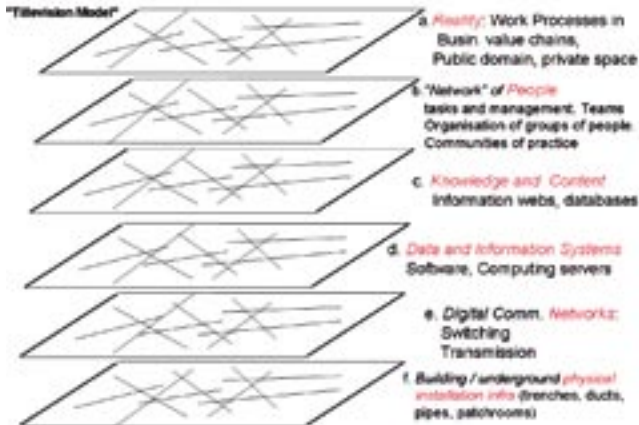 "Tillevision Model"
a. Reality: Work Processes in
Busin. value chains,
Public domain, private space
b. "Network" of People
tasks and management. Teams
Organisation of groups of people.
Communities of practice
c. Knowledge and Content
Information webs, databases
d. Data and Information Systems
Software, Computing servers
e. Digital Comm. Networks:
Switching
Transmission
f. Building / underground physical
installation infra (trenches, ducts,
pipes, patchrooms)